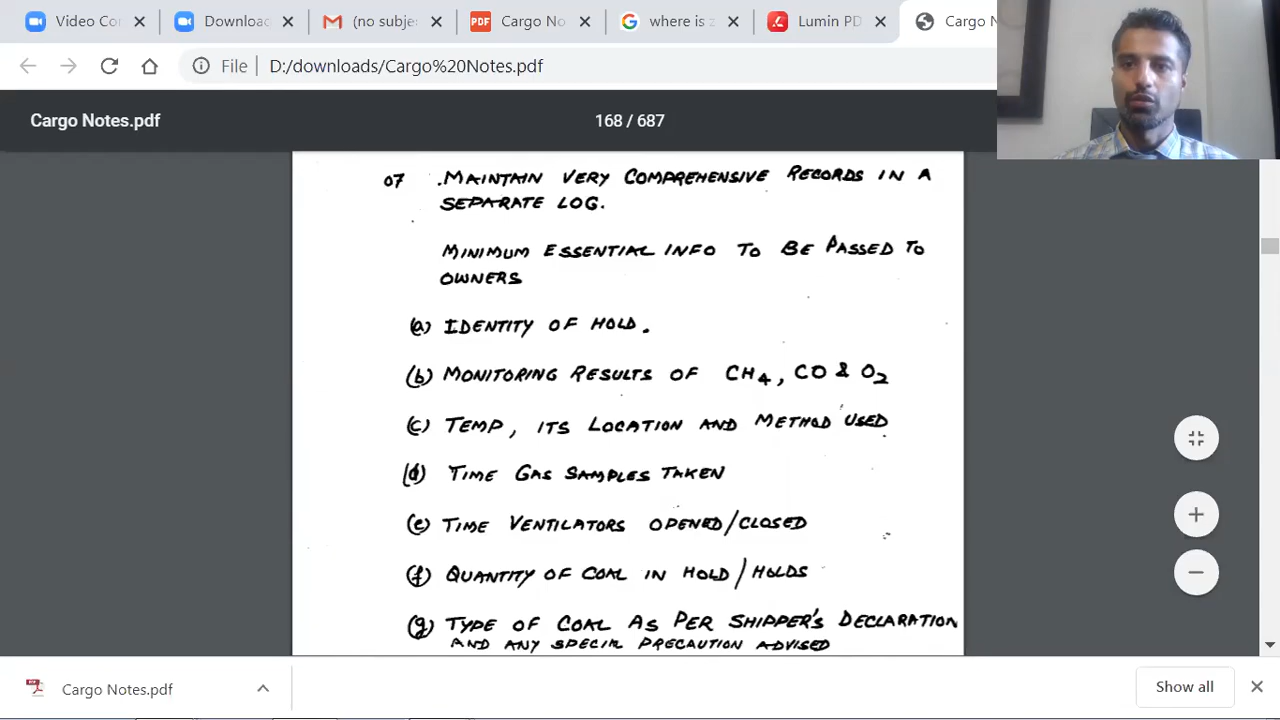 Video Co
Download
(no subje
Cargo No
where is z
Lumin PD
Cargo N
File
D:/downloads/Cargo%20Notes.pdf
Cargo Notes.pdf
168 / 687
07 . MAINTAIN VERY COMPREHENSIVE RECORDS IN A
SEPARATE LOG.
MINIMUM ESSENTIAL INFO TO BE PASSED TO
OWNERS
(a) IDENTITY OF HOLD.
(b) MONITORING RESULTS OF CH4, CO & O2
(c) TEMP, ITS LOCATION AND METHOD USED
(d) TIME GAS SAMPLES TAKEN
(e) TIME VENTILATORS OPENED/CLOSED
(f) QUANTITY OF COAL IN HOLD/HOLDS
(g) TYPE OF COAL AS PER SHIPPER'S DECLARATION
AND ANY SPECIL PRECAUTION ADVISED
Cargo Notes.pdf
Show all